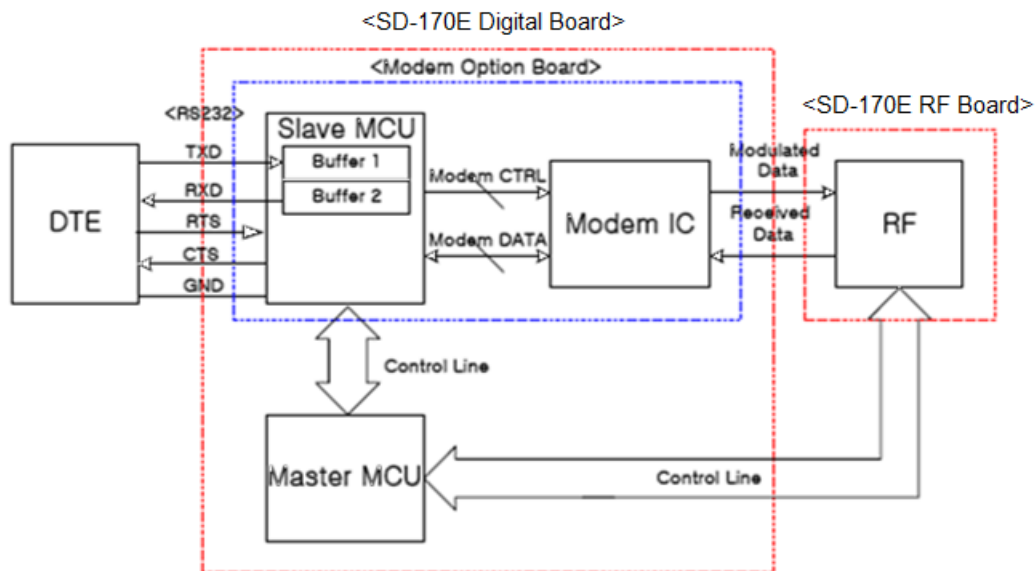 <SD-170E Digital Board>
<Modem Option Board>
<SD-170E RF Board>
<RS232>
Slave MCU
TXD
Buffer 1
Modulated
Data
RXD
Buffer 2
Modem CTRL
DTE
RTS
Modem IC
Received
Data
RF
CTS
Modem DATA
GND
Control Line
Master MCU
Control Line